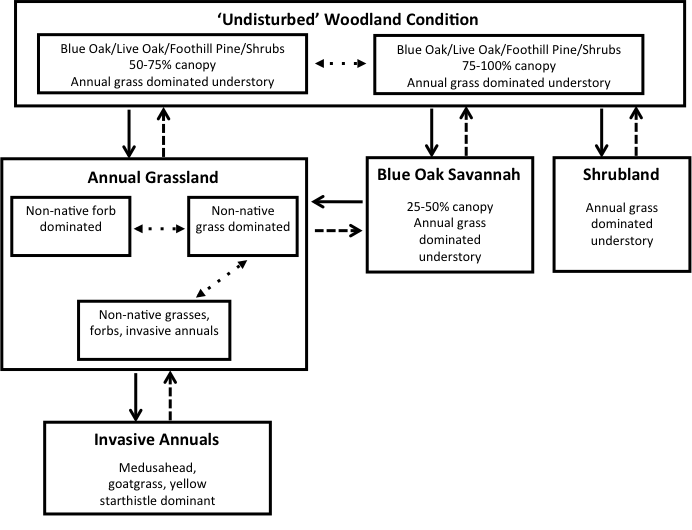 ‘Undisturbed’ Woodland Condition
Blue Oak/Live Oak/Foothill Pine/Shrubs
50-75% canopy
Annual grass dominated understory
Blue Oak/Live Oak/Foothill Pine/Shrubs
75-100% canopy
Annual grass dominated understory
Annual Grassland
Non-native forb
dominated
Non-native
grass dominated
Non-native grasses,
forbs, invasive annuals
Blue Oak Savannah
25-50% canopy
Annual grass
dominated
understory
Shrubland
Annual grass
dominated
understory
Invasive Annuals
Medusahead,
goatgrass, yellow
starthistle dominant